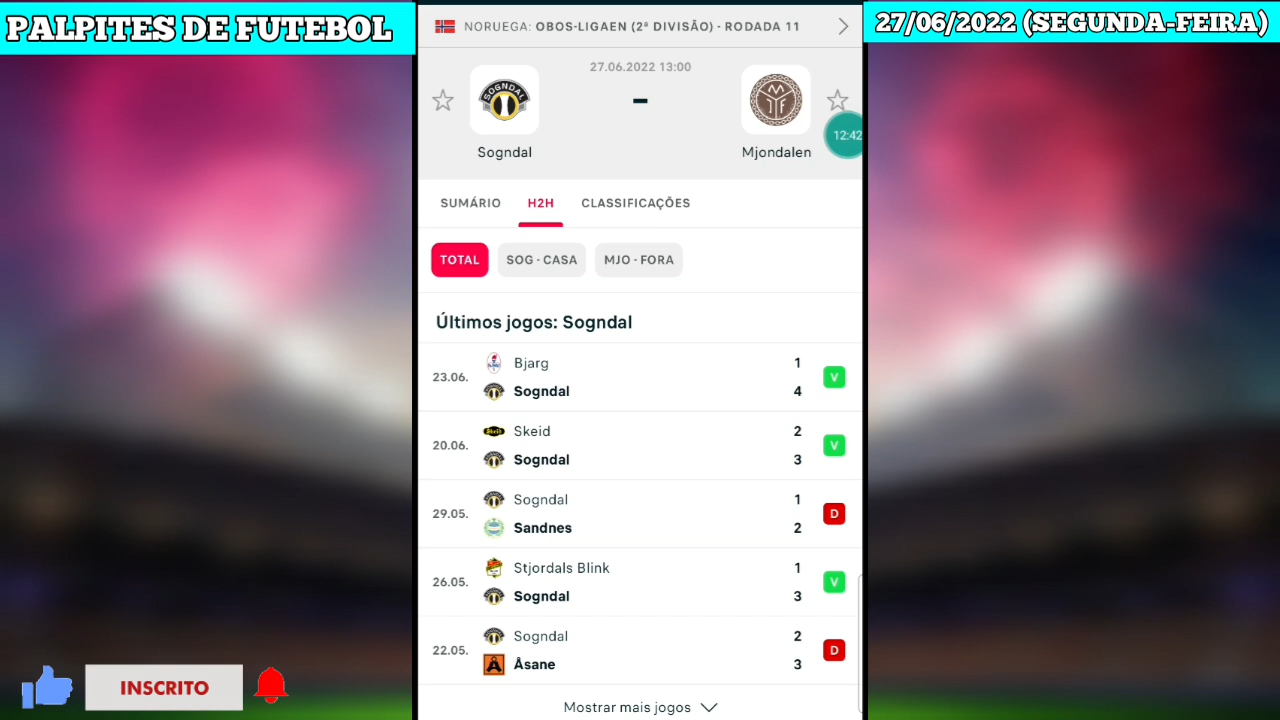 PALPITES DE FUTEBOL
27/06/2022 (SEGUNDA-FEIRA)
NORUEGA: OBOS-LIGAEN (2ª DIVISÃO) - RODADA 11
27.06.2022 13:00
SOGNDAL
-
MIF
12:42
Sogndal
Mjondalen
SUMÁRIO H2H CLASSIFICAÇÕES
TOTAL SOG - CASA MJO - FORA
Últimos jogos: Sogndal
23.06.
Bjarg 1
Sogndal 4
V
20.06.
Skeid 2
Sogndal 3
V
29.05.
Sogndal 1
Sandnes 2
D
26.05.
Stjordals Blink 1
Sogndal 3
V
22.05.
Sogndal 2
Åsane 3
D
Mostrar mais jogos
INSCRITO